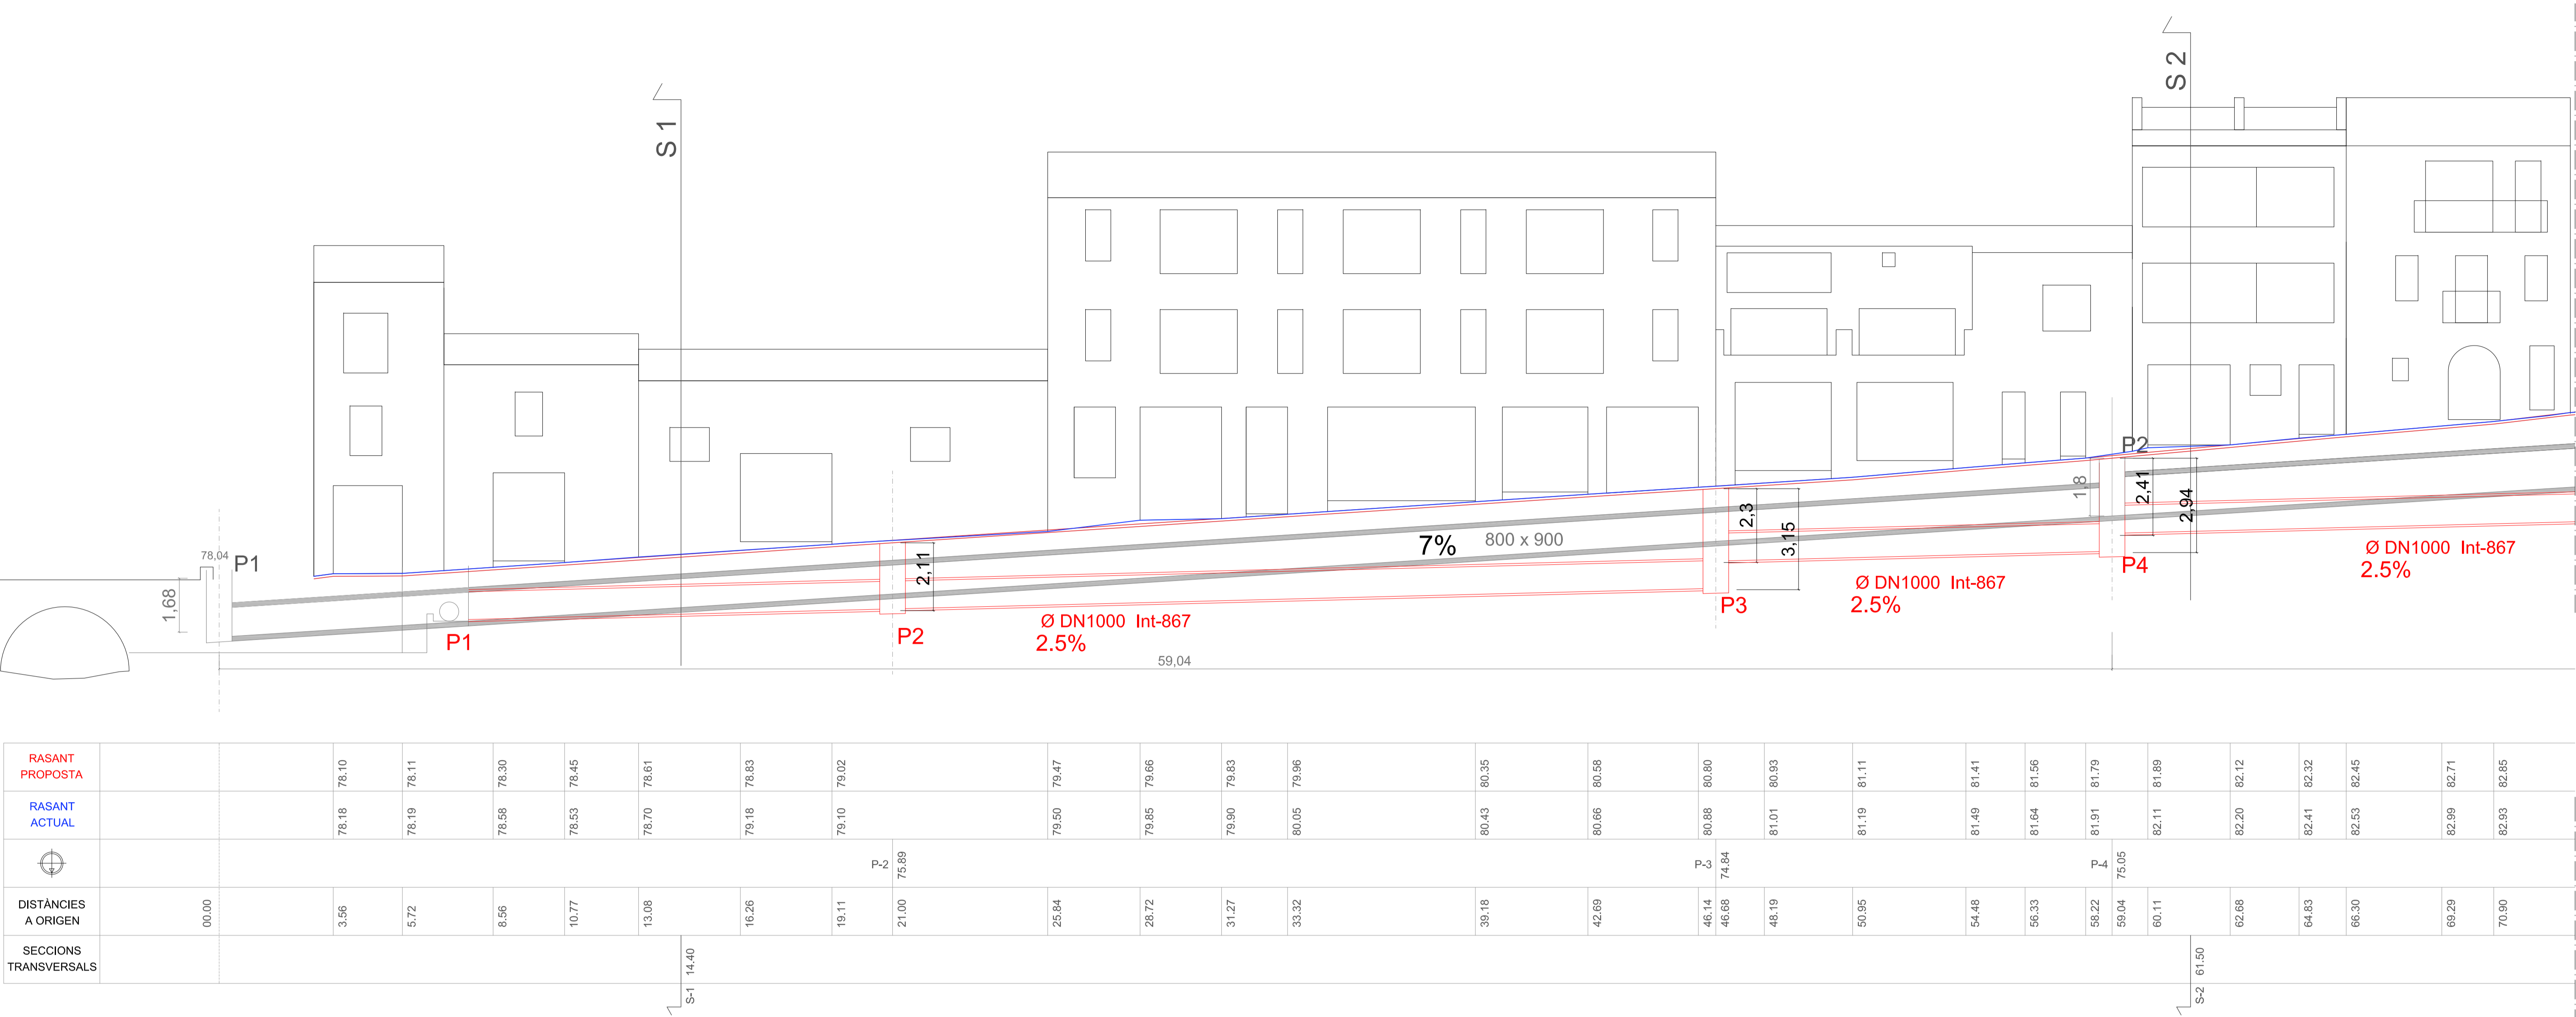 S 1
S 2
78,04
P1
1,68
P1
2,11
P2
Ø DN1000 Int-867
2.5%
59,04
7%
800 x 900
2,3
3,15
P3
Ø DN1000 Int-867
2.5%
1,8
P2
2,41
2,94
P4
Ø DN1000 Int-867
2.5%
RASANT
PROPOSTA
78.10 78.11 78.30 78.45 78.61 78.83 79.02 79.47 79.66 79.83 79.96 80.35 80.58 80.80 80.93 81.11 81.41 81.56 81.79 81.89 82.12 82.32 82.45 82.71 82.85
RASANT
ACTUAL
78.18 78.19 78.58 78.53 78.70 79.18 79.10 79.50 79.85 79.90 80.05 80.43 80.66 80.88 81.01 81.19 81.49 81.64 81.91 82.11 82.20 82.41 82.53 82.99 82.93
P-2 75.89 P-3 74.84 P-4 75.05
DISTÀNCIES
A ORIGEN
00.00 3.56 5.72 8.56 10.77 13.08 16.26 19.11 21.00 25.84 28.72 31.27 33.32 39.18 42.69 46.14 46.68 48.19 50.95 54.48 56.33 58.22 59.04 60.11 62.68 64.83 66.30 69.29 70.90
SECCIONS
TRANSVERSALS
S-1 14.40
S-2 61.50